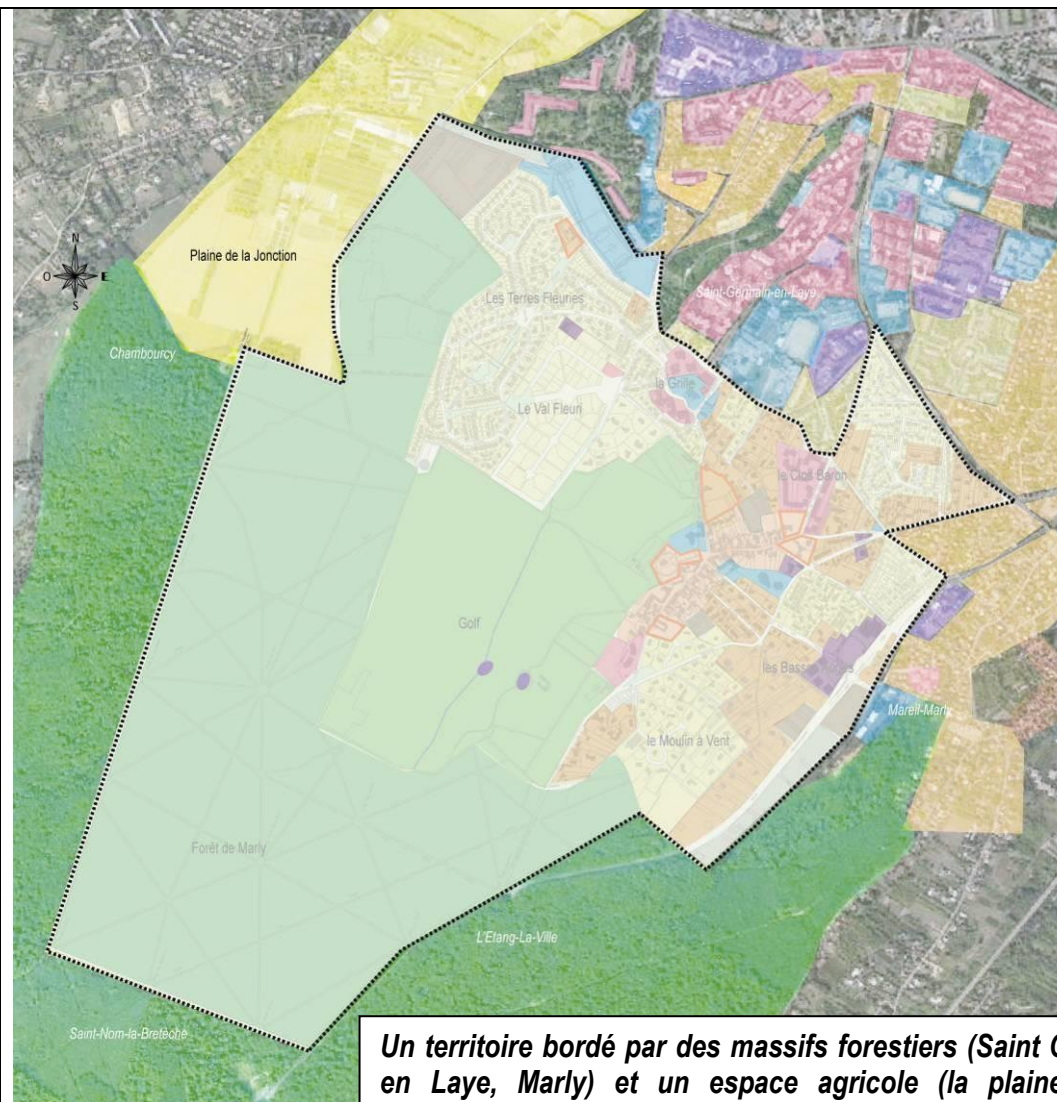 Plaine de la Jonction
N
O
E
S
Chambourcy
Les Terres Fleuries
Saint-Germain-en-Laye
la Grille
Le Val Fleuri
le Clos Baron
Golf
les Basses
Mareil-Marly
le Moulin à Vent
Forêt de Marly
L'Etang-La-Ville
Saint-Nom-la-Bretèche
Un territoire bordé par des massifs forestiers (Saint G
en Laye, Marly) et un espace agricole (la plaine